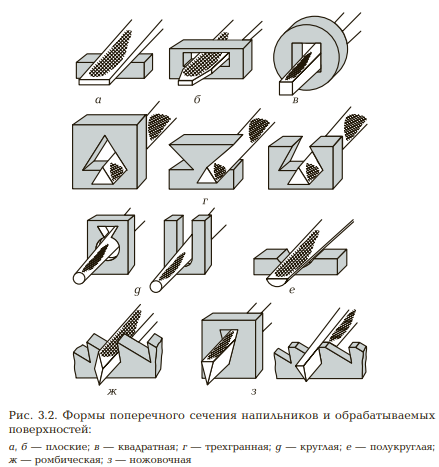 а
б
в
г
д
е
ж
з
Рис. 3.2. Формы поперечного сечения напильников и обрабатываемых
поверхностей:
а, б — плоские; в — квадратная; г — трехгранная; д — круглая; е — полукруглая;
ж — ромбическая; з — ножовочная